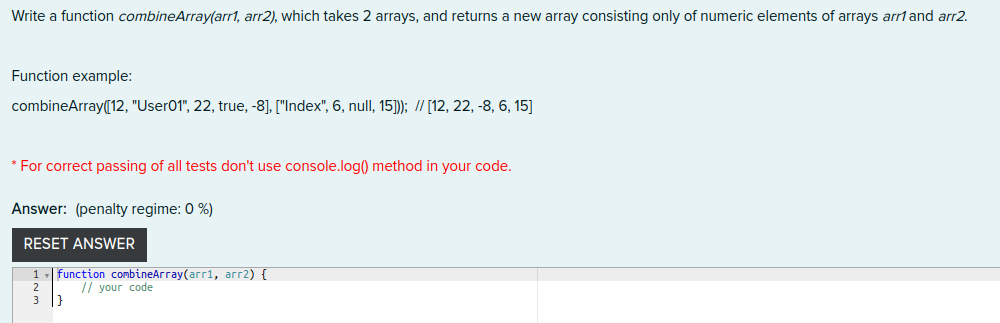 Write a function combineArray(arr1, arr2), which takes 2 arrays, and returns a new array consisting only of numeric elements of arrays arr1 and arr2.
Function example:
combineArray([12, "User01", 22, true, -8], ["Index", 6, null, 15])); // [12, 22, -8, 6, 15]
* For correct passing of all tests don't use console.log() method in your code.
Answer: (penalty regime: 0 %)
RESET ANSWER
1 function combineArray(arr1, arr2) {
2 // your code
3 }